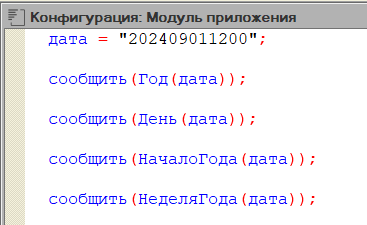 Конфигурация: Модуль приложения
дата = "202409011200";
сообщить(Год(дата));
сообщить(День(дата));
сообщить(НачалоГода(дата));
сообщить(НеделяГода(дата));